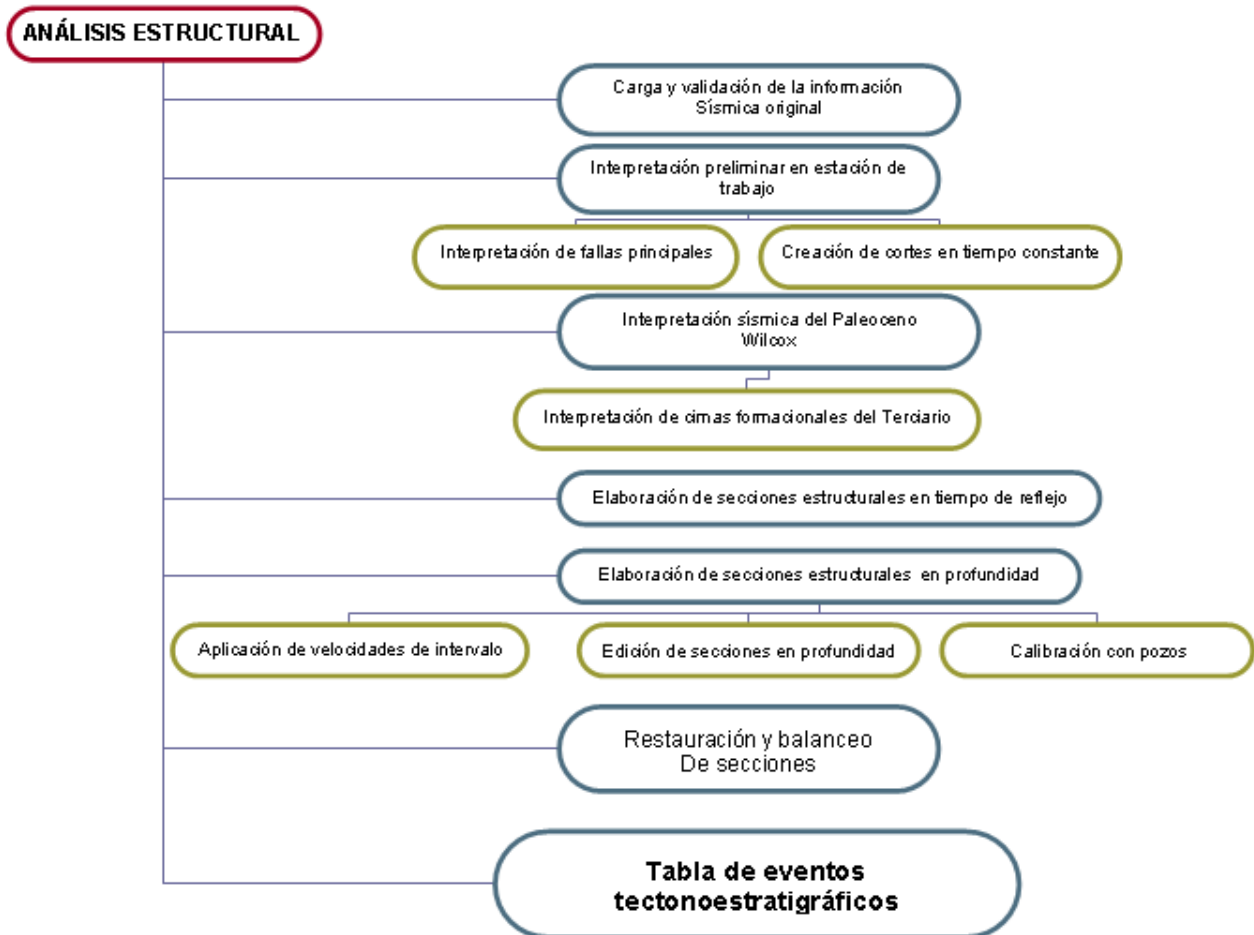 ANÁLISIS ESTRUCTURAL
Carga y validación de la información
Sísmica original
Interpretación preliminar en estación de
trabajo
Interpretación de fallas principales
Creación de cortes en tiempo constante
Interpretación sísmica del Paleoceno
Wilcox
Interpretación de cimas formacionales del Terciario
Elaboración de secciones estructurales en tiempo de reflejo
Elaboración de secciones estructurales en profundidad
Aplicación de velocidades de intervalo
Edición de secciones en profundidad
Calibración con pozos
Restauración y balanceo
De secciones
Tabla de eventos
tectonoestratigráficos